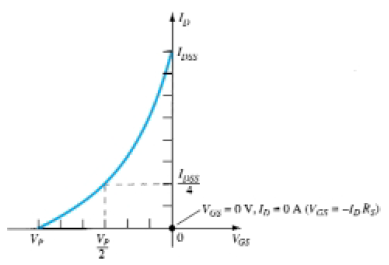 I_D
I_DSS
I_DSS
4
V_GS = 0 V, I_D = 0 A (V_GS = −I_D R_S)
V_P
V_P
2
0
V_GS